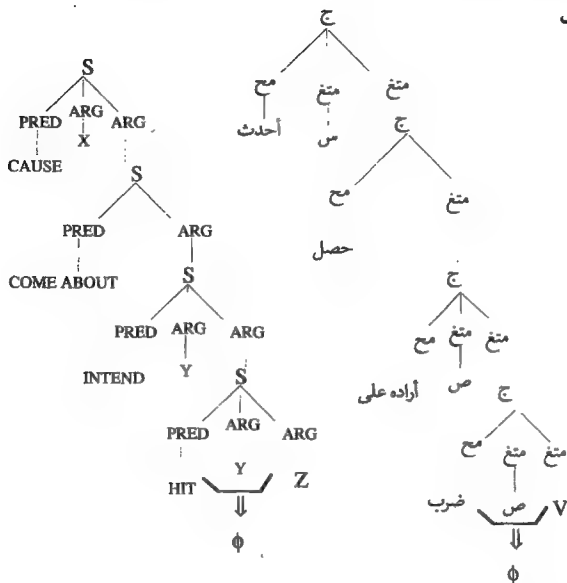 S
PRED ARG ARG
X
CAUSE
S
PRED ARG
COME ABOUT
S
PRED ARG ARG
INTEND Y
S
PRED ARG ARG
HIT Y Z
⇓
ϕ
ج
مح متغ متغ
أحدث س
ج
مح متغ
حصل
ج
مح متغ متغ
أراده على ص
ج
مح متغ متغ
ضرب ص V
⇓
ϕ